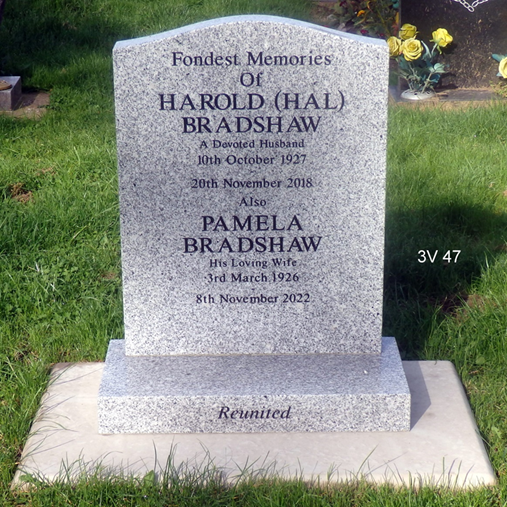 Fondest Memories
Of
HAROLD (HAL)
BRADSHAW
A Devoted Husband
10th October 1927
20th November 2018
Also
PAMELA
BRADSHAW
His Loving Wife
3rd March 1926
8th November 2022
3V 47
Reunited